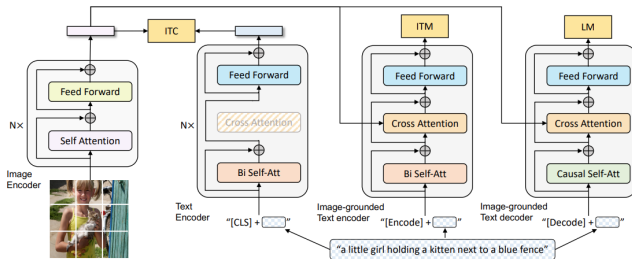 ITC
ITM
LM
Feed Forward
Self Attention
N×
Image
Encoder
Feed Forward
Cross Attention
Bi Self-Att
N×
Text
Encoder
"[CLS] + "
Feed Forward
Cross Attention
Bi Self-Att
Image-grounded
Text encoder
"[Encode] + "
Feed Forward
Cross Attention
Causal Self-Att
Image-grounded
Text decoder
"[Decode] + "
"a little girl holding a kitten next to a blue fence"